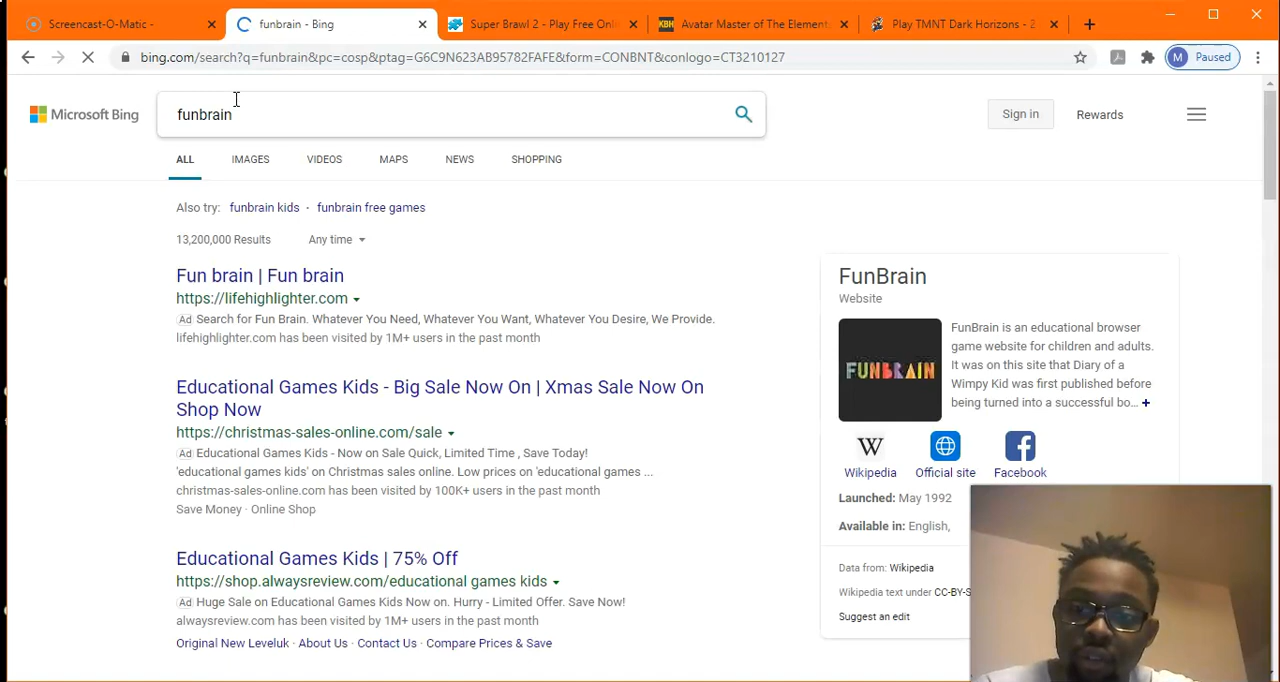 Screencast-O-Matic -
funbrain - Bing
Super Brawl 2 - Play Free Onli
KBH Avatar Master of The Element
Play TMNT Dark Horizons - 2
bing.com/search?q=funbrain&pc=cosp&ptag=G6C9N623AB95782FAFE&form=CONBNT&conlogo=CT3210127
M Paused
Microsoft Bing
funbrain
Sign in
Rewards
ALL IMAGES VIDEOS MAPS NEWS SHOPPING
Also try: funbrain kids · funbrain free games
13,200,000 Results Any time
Fun brain | Fun brain
https://lifehighlighter.com
Ad Search for Fun Brain. Whatever You Need, Whatever You Want, Whatever You Desire, We Provide.
lifehighlighter.com has been visited by 1M+ users in the past month
Educational Games Kids - Big Sale Now On | Xmas Sale Now On
Shop Now
https://christmas-sales-online.com/sale
Ad Educational Games Kids - Now on Sale Quick, Limited Time , Save Today!
'educational games kids' on Christmas sales online. Low prices on 'educational games ...
christmas-sales-online.com has been visited by 100K+ users in the past month
Save Money · Online Shop
Educational Games Kids | 75% Off
https://shop.alwaysreview.com/educational games kids
Ad Huge Sale on Educational Games Kids Now on. Hurry - Limited Offer. Save Now!
alwaysreview.com has been visited by 1M+ users in the past month
Original New Leveluk · About Us · Contact Us · Compare Prices & Save
FunBrain
Website
FUNBRAIN
FunBrain is an educational browser
game website for children and adults.
It was on this site that Diary of a
Wimpy Kid was first published before
being turned into a successful bo... +
W
Wikipedia Official site Facebook
Launched: May 1992
Available in: English,
Data from: Wikipedia
Wikipedia text under CC-BY-S
Suggest an edit